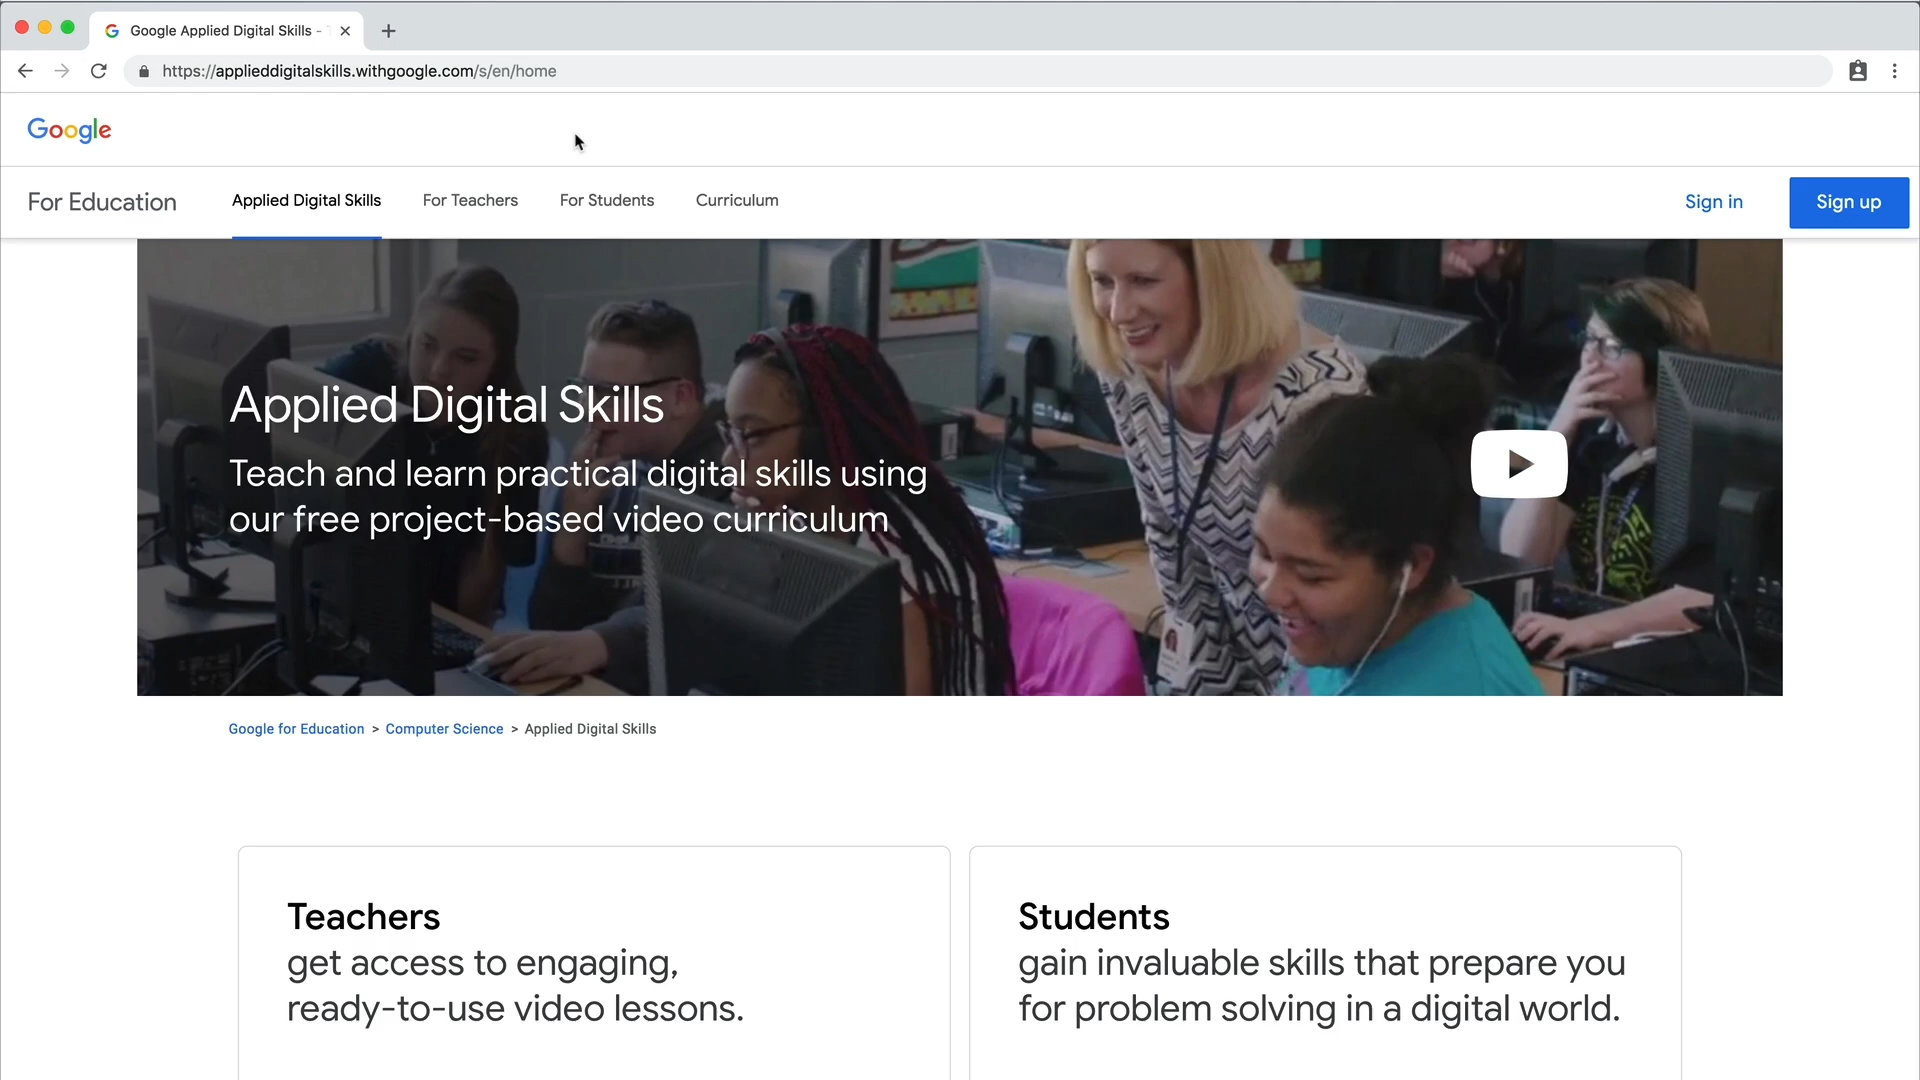 Google Applied Digital Skills -
https://applieddigitalskills.withgoogle.com/s/en/home
Google
For Education
Applied Digital Skills
For Teachers
For Students
Curriculum
Sign in
Sign up
Applied Digital Skills
Teach and learn practical digital skills using
our free project-based video curriculum
Google for Education > Computer Science > Applied Digital Skills
Teachers
get access to engaging,
ready-to-use video lessons.
Students
gain invaluable skills that prepare you
for problem solving in a digital world.